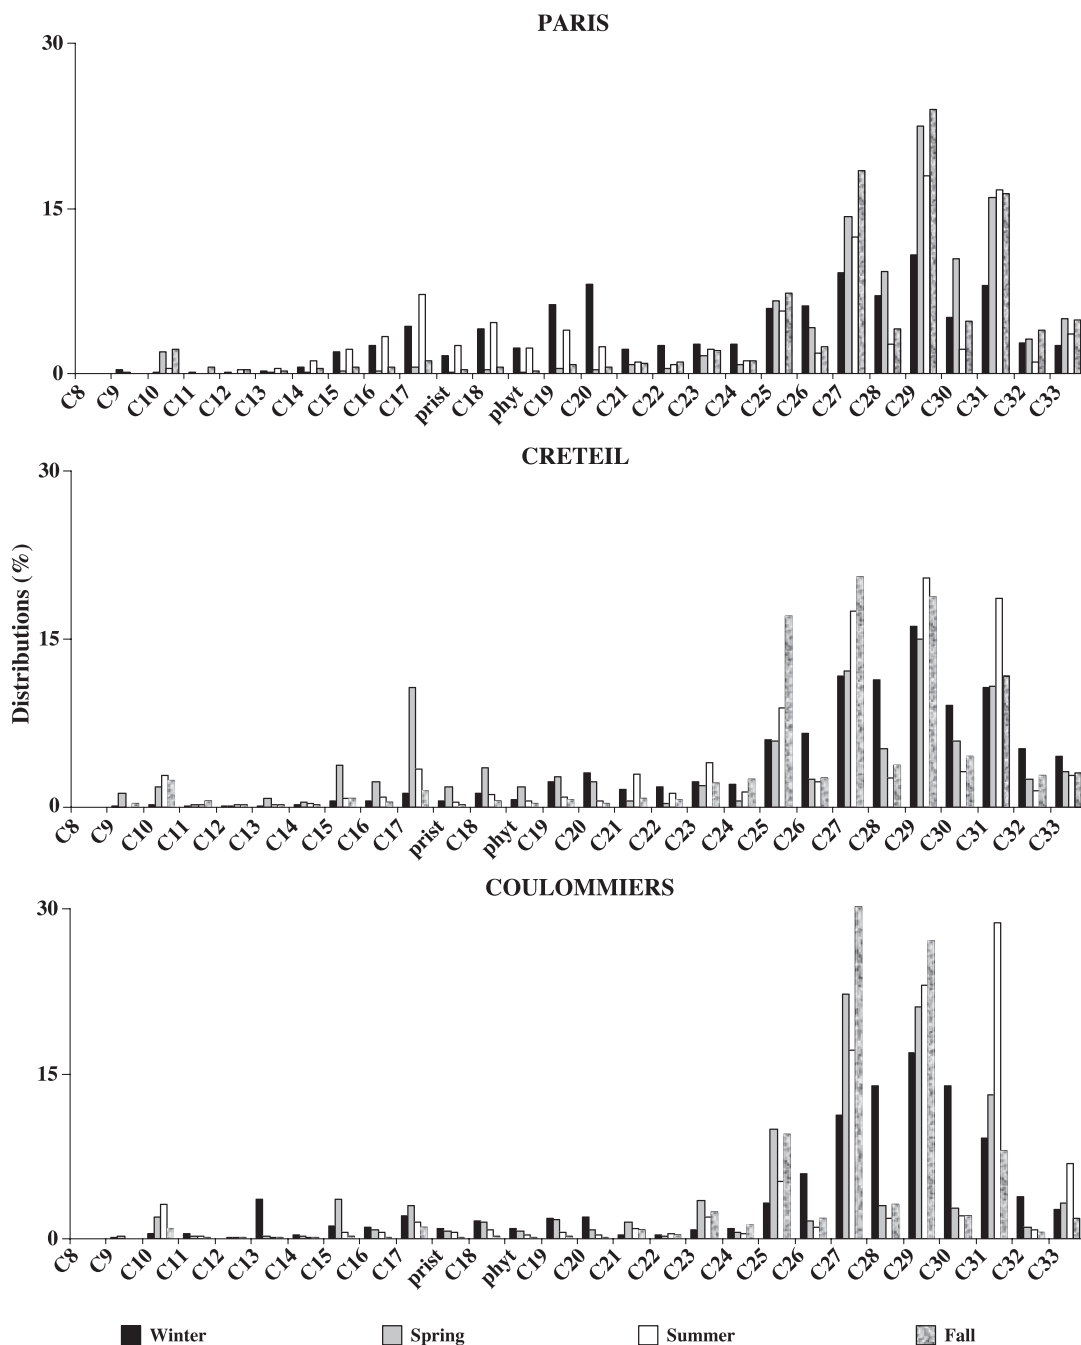 PARIS
30
15
0
C8 C9 C10 C11 C12 C13 C14 C15 C16 C17 prist C18 phyt C19 C20 C21 C22 C23 C24 C25 C26 C27 C28 C29 C30 C31 C32 C33
CRETEIL
30
15
0
Distributions (%)
C8 C9 C10 C11 C12 C13 C14 C15 C16 C17 prist C18 phyt C19 C20 C21 C22 C23 C24 C25 C26 C27 C28 C29 C30 C31 C32 C33
COULOMMIERS
30
15
0
C8 C9 C10 C11 C12 C13 C14 C15 C16 C17 prist C18 phyt C19 C20 C21 C22 C23 C24 C25 C26 C27 C28 C29 C30 C31 C32 C33
Winter Spring Summer Fall